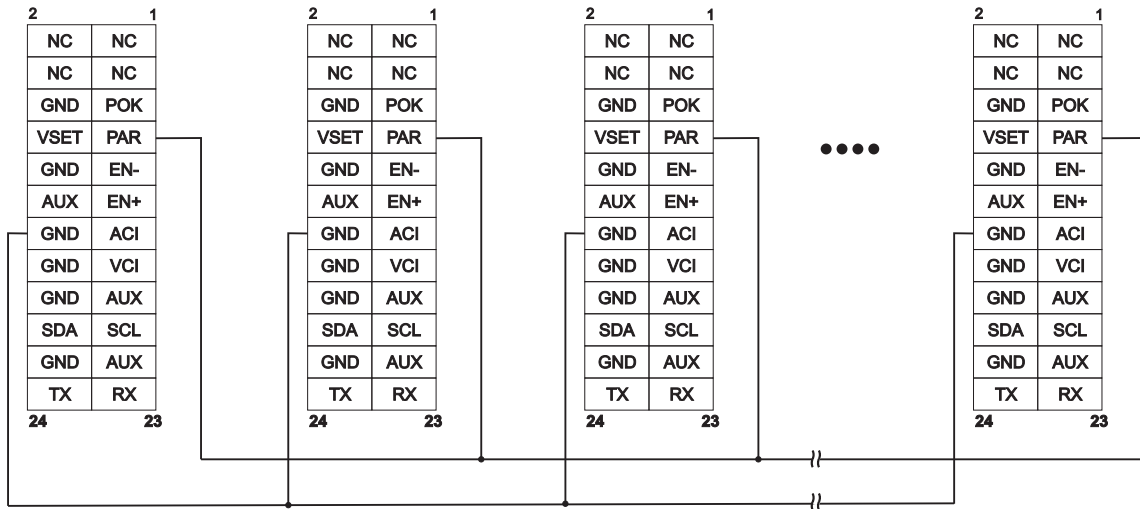 2 1 2 1 2 1 2 1
NC NC NC NC NC NC NC NC
NC NC NC NC NC NC NC NC
GND POK GND POK GND POK GND POK
VSET PAR VSET PAR VSET PAR VSET PAR
GND EN- GND EN- GND EN- GND EN-
AUX EN+ AUX EN+ AUX EN+ AUX EN+
GND ACI GND ACI GND ACI GND ACI
GND VCI GND VCI GND VCI GND VCI
GND AUX GND AUX GND AUX GND AUX
SDA SCL SDA SCL SDA SCL SDA SCL
GND AUX GND AUX GND AUX GND AUX
TX RX TX RX TX RX TX RX
24 23 24 23 24 23 24 23